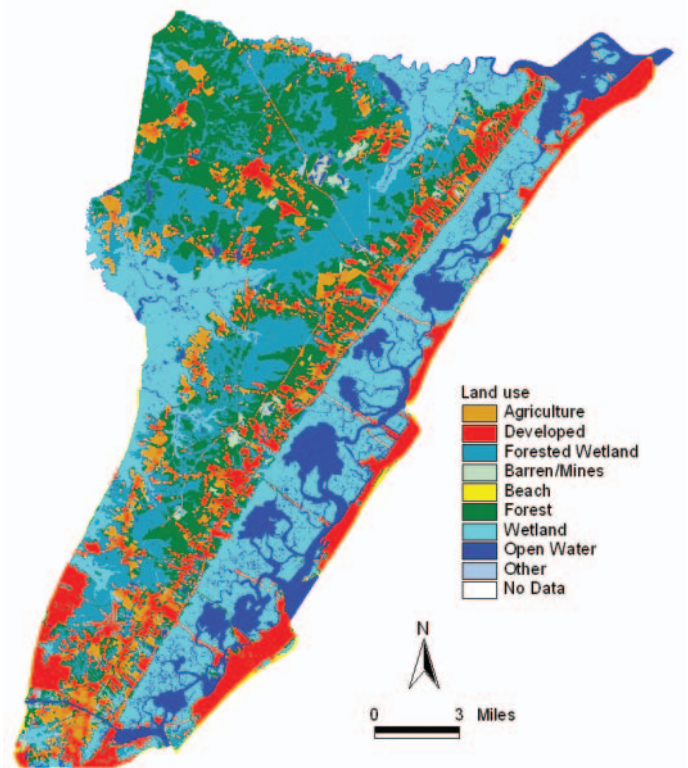 Land use
Agriculture
Developed
Forested Wetland
Barren/Mines
Beach
Forest
Wetland
Open Water
Other
No Data
N
0 3 Miles